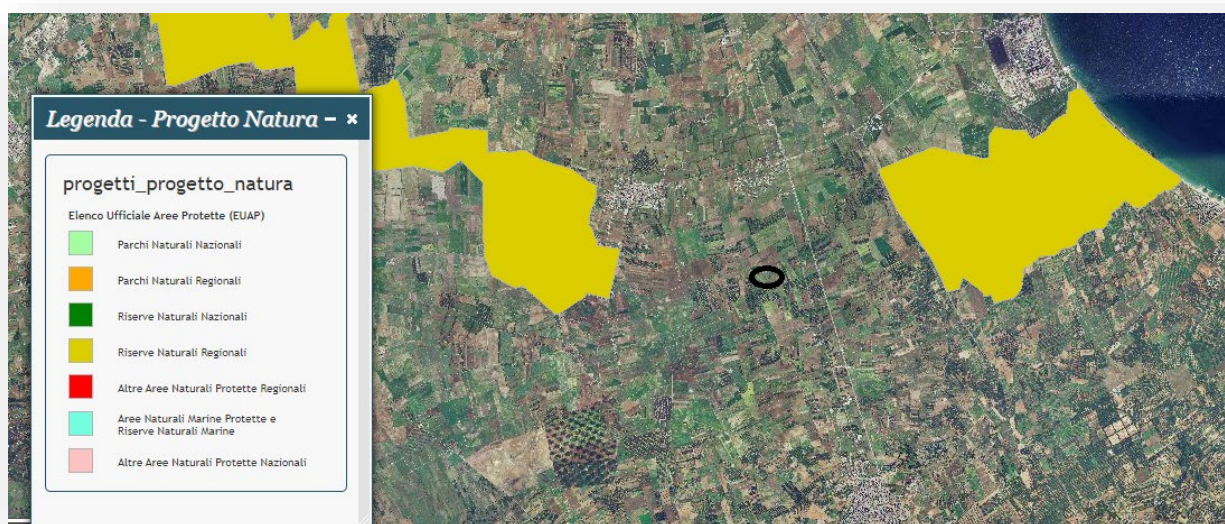 Legenda - Progetto Natura
progetti_progetto_natura
Elenco Ufficiale Aree Protette (EUAP)
Parchi Naturali Nazionali
Parchi Naturali Regionali
Riserve Naturali Nazionali
Riserve Naturali Regionali
Altre Aree Naturali Protette Regionali
Aree Naturali Marine Protette e
Riserve Naturali Marine
Altre Aree Naturali Protette Nazionali